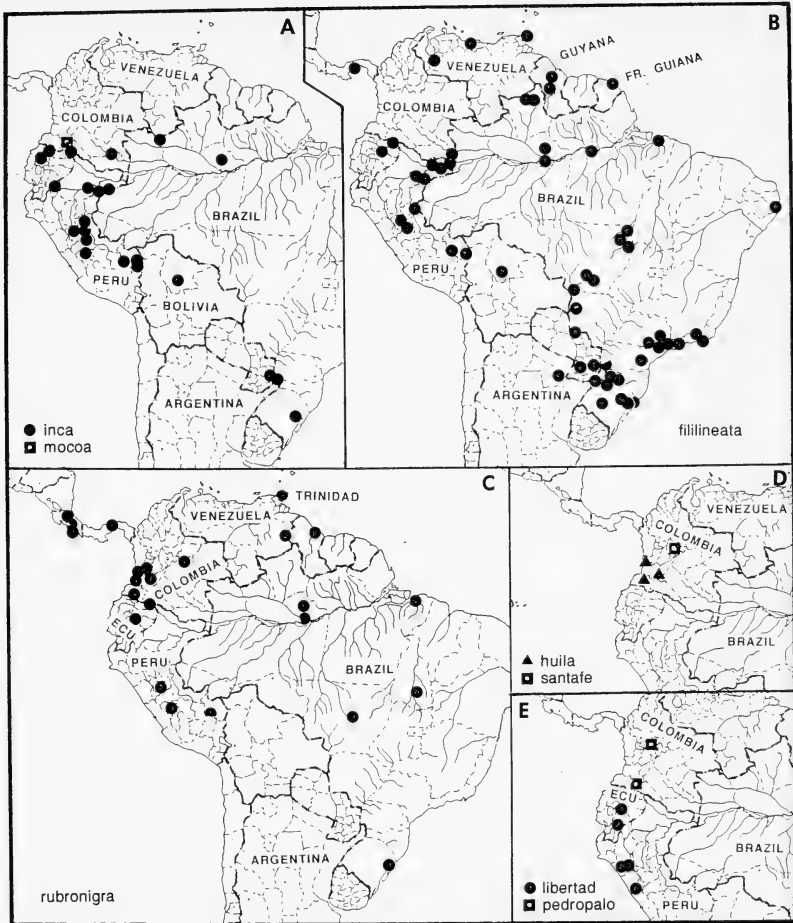 A
VENEZUELA
COLOMBIA
BRAZIL
PERU
BOLIVIA
ARGENTINA
inca
mocoa
B
GUYANA
VENEZUELA
FR. GUIANA
COLOMBIA
BRAZIL
PERU
ARGENTINA
fililineata
C
TRINIDAD
VENEZUELA
COLOMBIA
ECU
PERU
BRAZIL
ARGENTINA
rubronigra
D
VENEZUELA
COLOMBIA
BRAZIL
huila
santafe
E
COLOMBIA
ECU
BRAZIL
PERU
libertad
pedropalo